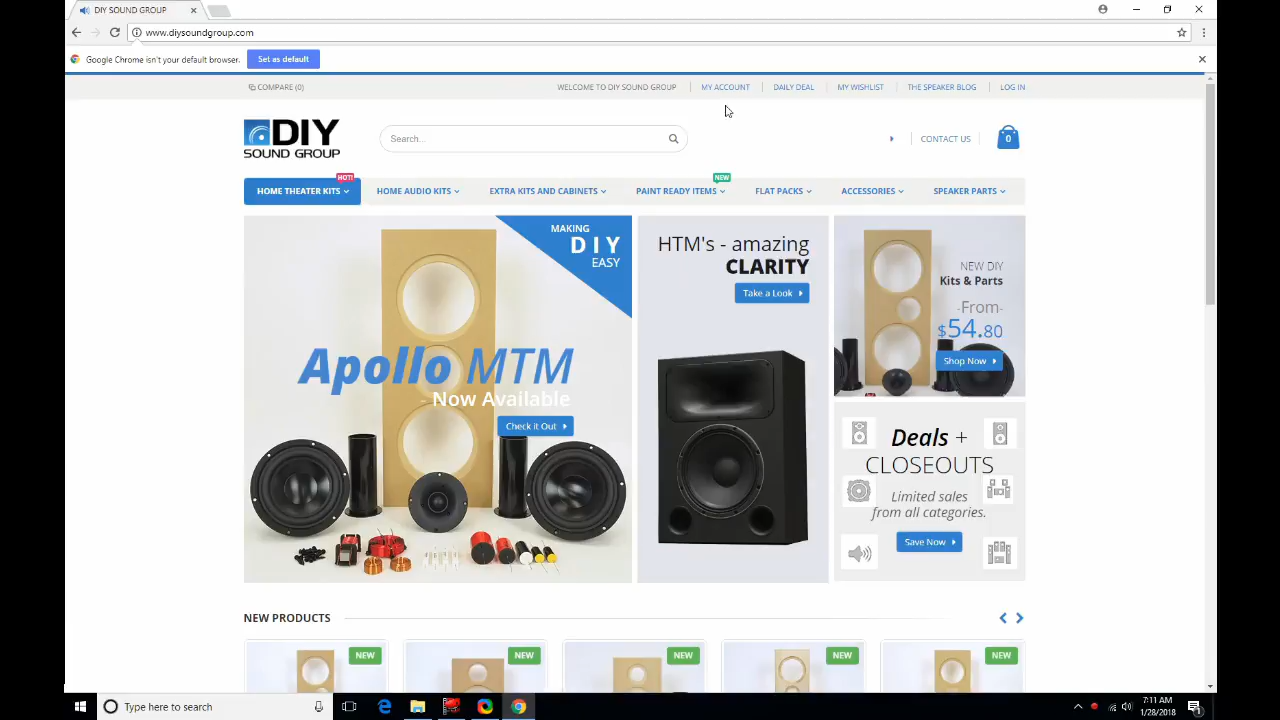 DIY SOUND GROUP
www.diysoundgroup.com
Google Chrome isn't your default browser.
Set as default
COMPARE (0)
WELCOME TO DIY SOUND GROUP
MY ACCOUNT
DAILY DEAL
MY WISHLIST
THE SPEAKER BLOG
LOG IN
DIY
SOUND GROUP
Search...
CONTACT US
0
HOT!
NEW
HOME THEATER KITS
HOME AUDIO KITS
EXTRA KITS AND CABINETS
PAINT READY ITEMS
FLAT PACKS
ACCESSORIES
SPEAKER PARTS
MAKING
DIY
EASY
Apollo MTM
- Now Available
Check it Out
HTM's - amazing
CLARITY
Take a Look
NEW DIY
Kits & Parts
-From-
$54.80
Shop Now
Deals +
CLOSEOUTS
Limited sales
from all categories.
Save Now
NEW PRODUCTS
NEW
NEW
NEW
NEW
NEW
Type here to search
7:11 AM
1/28/2018
1